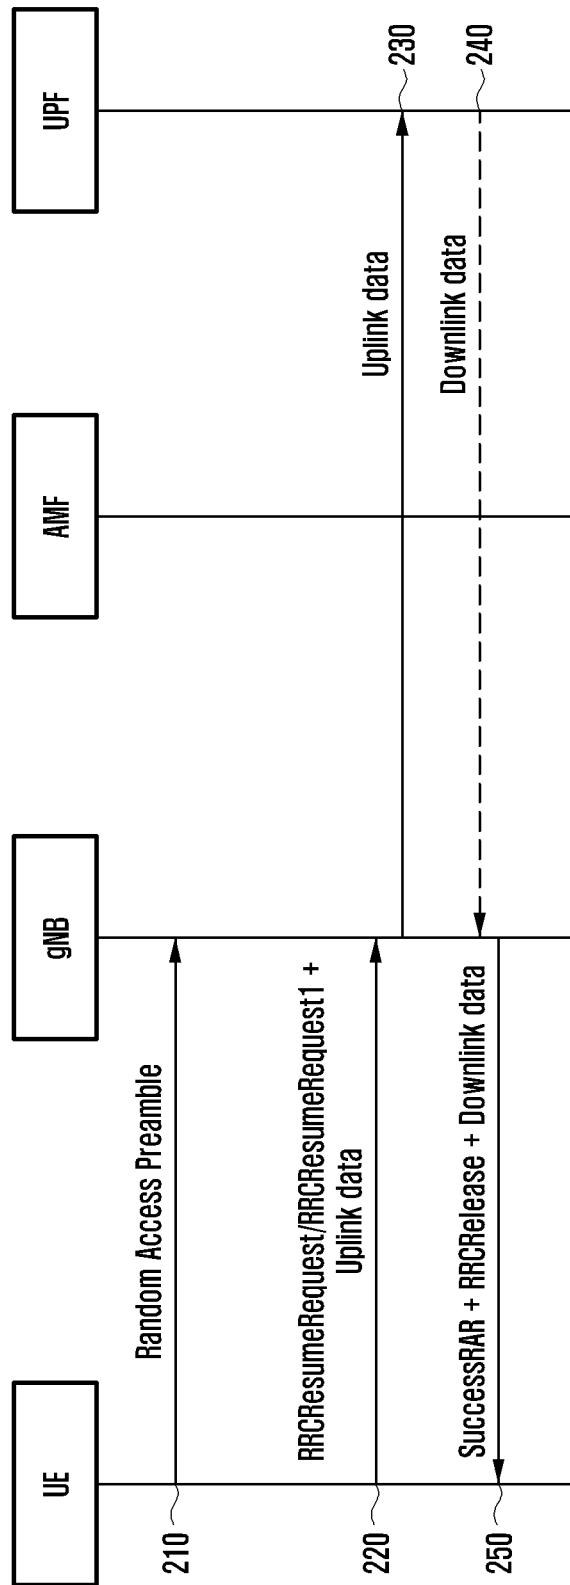 UE
gNB
AMF
UPF
210
Random Access Preamble
220
RRCResumeRequest/RRCResumeRequest1 +
Uplink data
Uplink data
230
Downlink data
240
250
SuccessRAR + RRCRelease + Downlink data